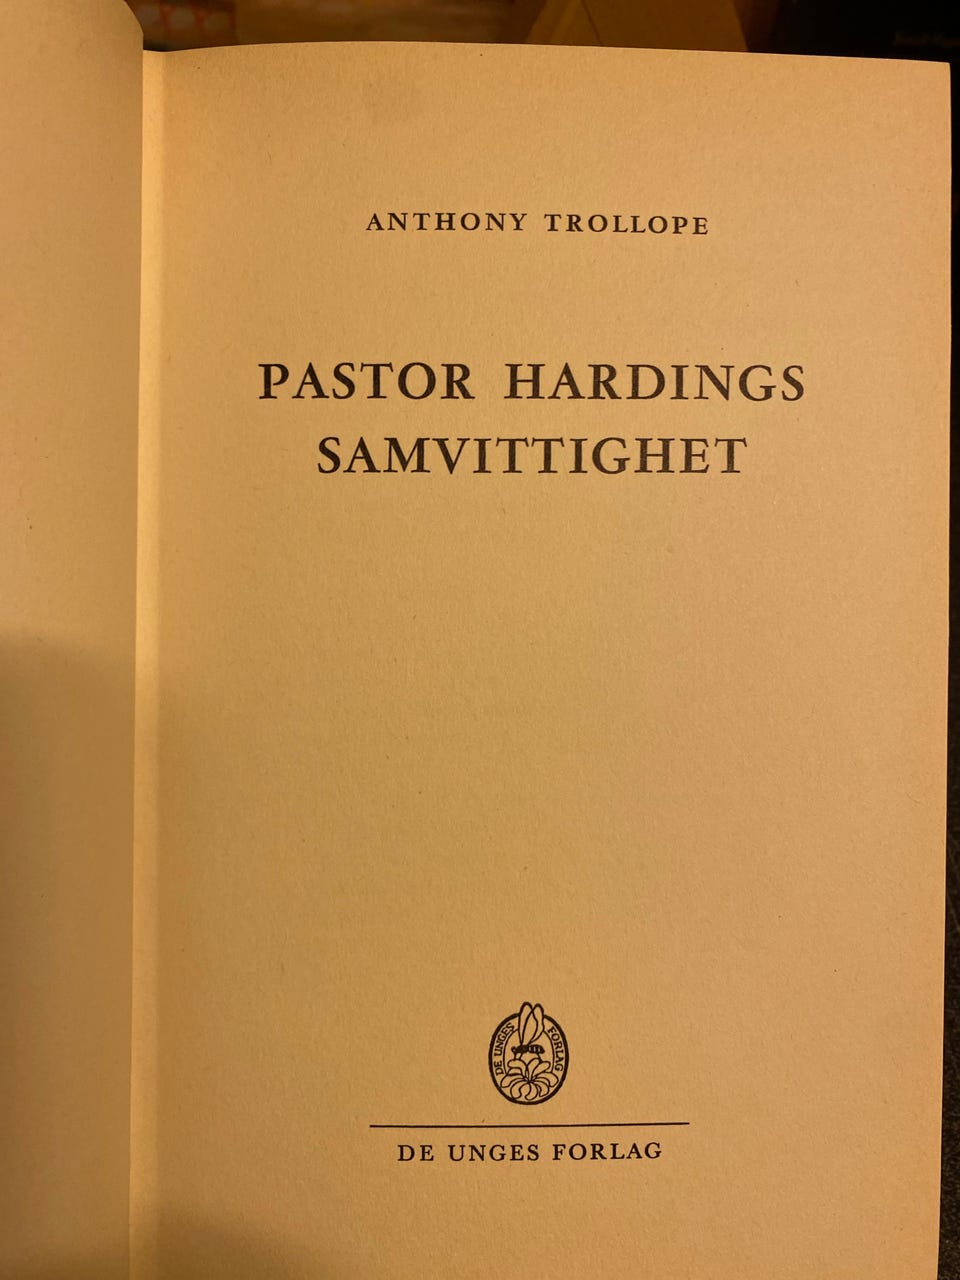 ANTHONY TROLLOPE
PASTOR HARDINGS
SAMVITTIGHET
DE UNGES FORLAG
DE UNGES FORLAG